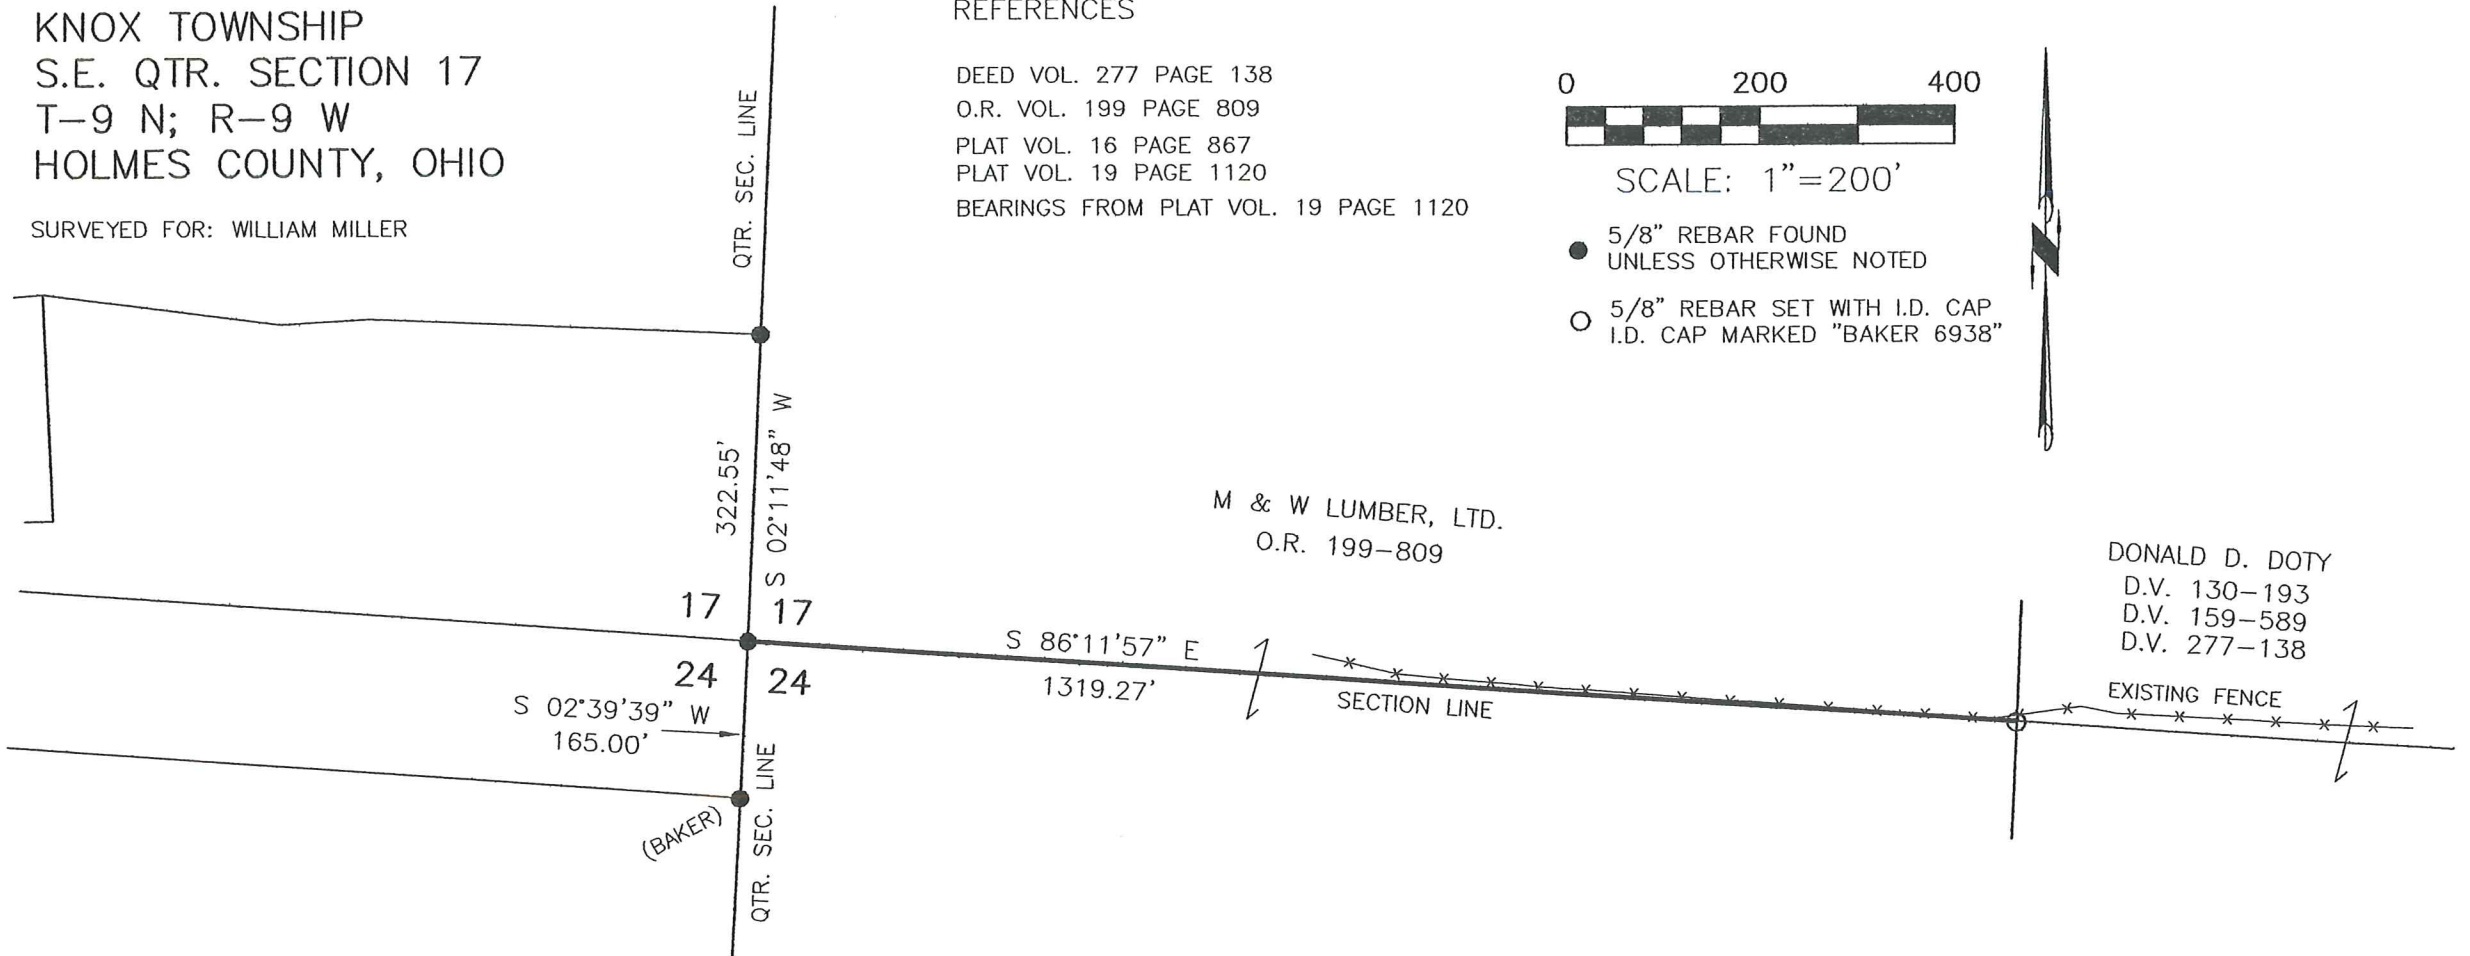 KNOX TOWNSHIP
S.E. QTR. SECTION 17
T-9 N; R-9 W
HOLMES COUNTY, OHIO
SURVEYED FOR: WILLIAM MILLER
REFERENCES
DEED VOL. 277 PAGE 138
O.R. VOL. 199 PAGE 809
PLAT VOL. 16 PAGE 867
PLAT VOL. 19 PAGE 1120
BEARINGS FROM PLAT VOL. 19 PAGE 1120
0 200 400
SCALE: 1"=200'
5/8" REBAR FOUND
UNLESS OTHERWISE NOTED
5/8" REBAR SET WITH I.D. CAP
I.D. CAP MARKED "BAKER 6938"
QTR. SEC. LINE
322.55'
S 02°11'48" W
M & W LUMBER, LTD.
O.R. 199-809
DONALD D. DOTY
D.V. 130-193
D.V. 159-589
D.V. 277-138
EXISTING FENCE
17 17
24 24
S 86°11'57" E
1319.27'
SECTION LINE
S 02°39'39" W
165.00'
(BAKER)
QTR. SEC. LINE